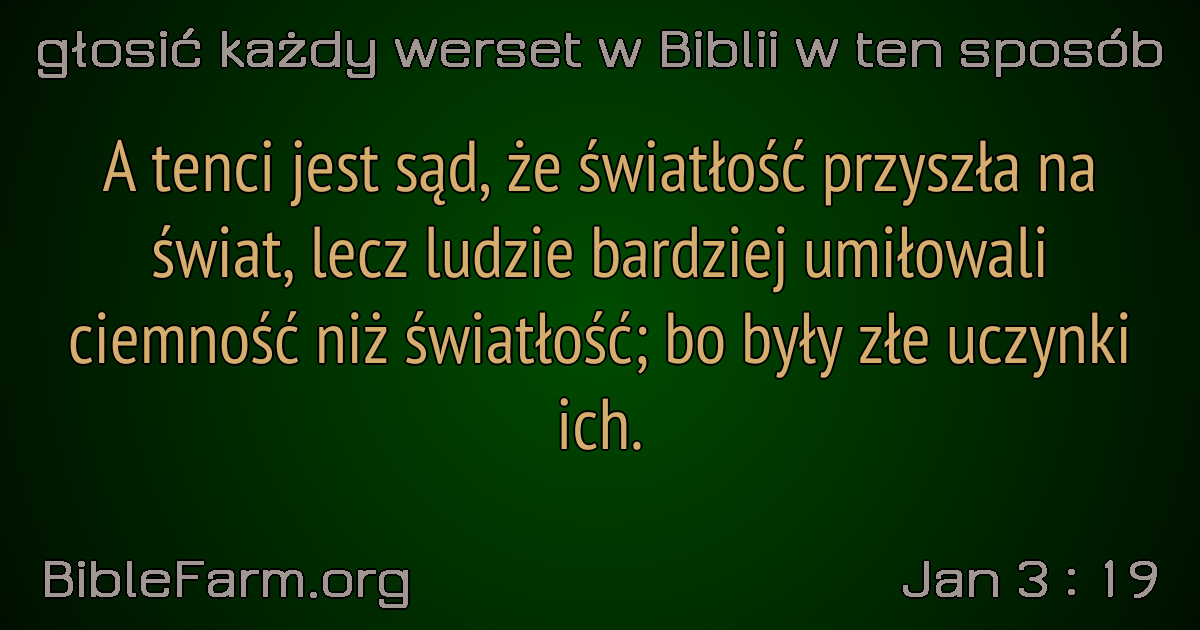 głosić każdy werset w Biblii w ten sposób
A tenci jest sąd, że światłość przyszła na
świat, lecz ludzie bardziej umiłowali
ciemność niż światłość; bo były złe uczynki
ich.
BibleFarm.org
Jan 3 : 19